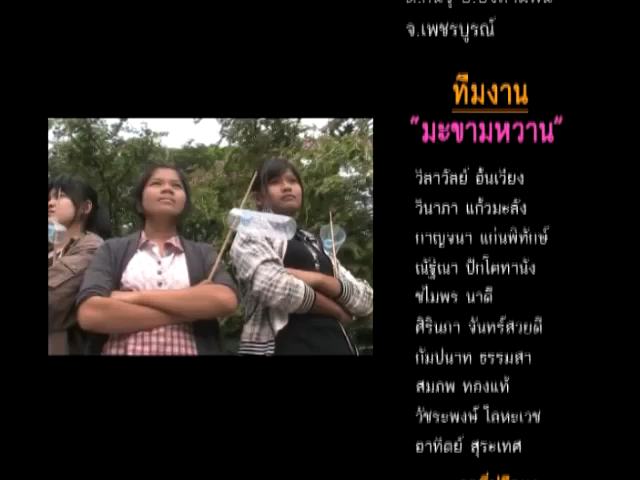 จ.เพชรบูรณ์
ทีมงาน
"มะขามหวาน"
วิลาวัลย์ อ้นเวียง
วินาภา แก้วมะลัง
กาญจนา แก่นพิทักษ์
ณัฐิณา ปักโคทานัง
ชไมพร นาดี
ศิรินภา จันทร์สวยดี
กัมปนาท ธรรมสา
สมภพ ทองแท้
วัชระพงษ์ โลหะเวช
อาทิตย์ สุระเทศ